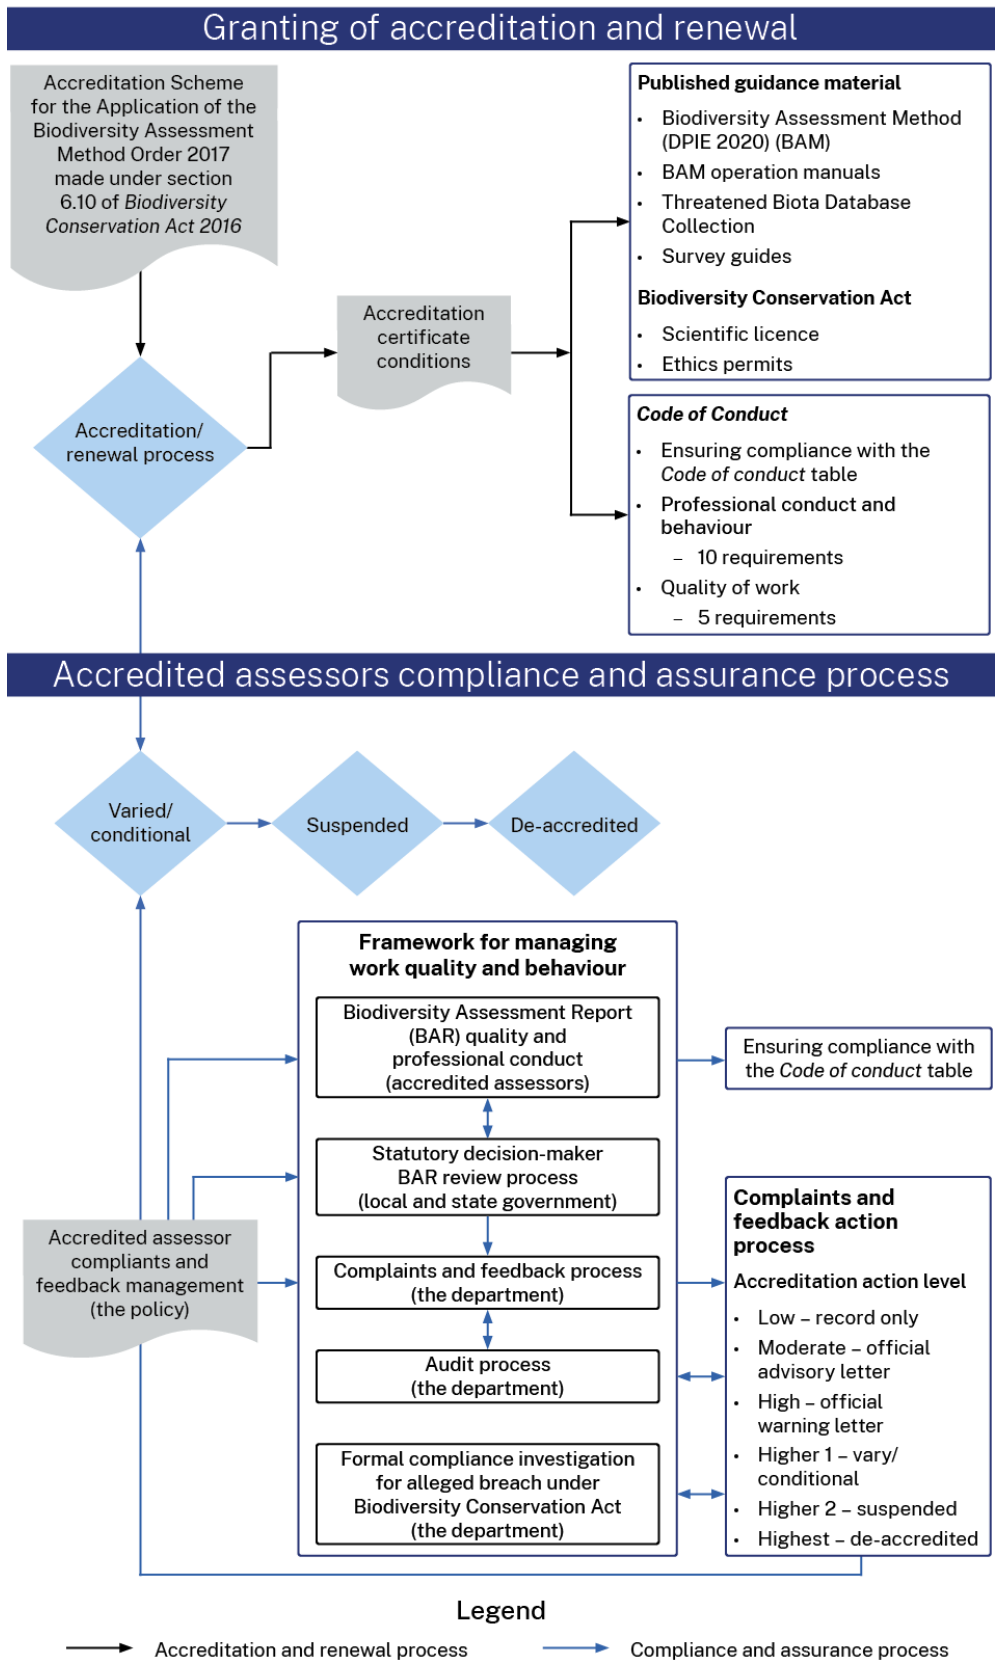 Granting of accreditation and renewal
Accreditation Scheme
for the Application of the
Biodiversity Assessment
Method Order 2017
made under section
6.10 of Biodiversity
Conservation Act 2016
Accreditation/
renewal process
Accreditation
certificate
conditions
Published guidance material
• Biodiversity Assessment Method
(DPIE 2020) (BAM)
• BAM operation manuals
• Threatened Biota Database
Collection
• Survey guides
Biodiversity Conservation Act
• Scientific licence
• Ethics permits
Code of Conduct
• Ensuring compliance with the
Code of conduct table
• Professional conduct and
behaviour
– 10 requirements
• Quality of work
– 5 requirements
Accredited assessors compliance and assurance process
Varied/
conditional
Suspended
De-accredited
Framework for managing
work quality and behaviour
Biodiversity Assessment Report
(BAR) quality and
professional conduct
(accredited assessors)
Statutory decision-maker
BAR review process
(local and state government)
Complaints and feedback process
(the department)
Audit process
(the department)
Formal compliance investigation
for alleged breach under
Biodiversity Conservation Act
(the department)
Accredited assessor
compliants and
feedback management
(the policy)
Ensuring compliance with
the Code of conduct table
Complaints and
feedback action
process
Accreditation action level
• Low – record only
• Moderate – official
advisory letter
• High – official
warning letter
• Higher 1 – vary/
conditional
• Higher 2 – suspended
• Highest – de-accredited
Legend
Accreditation and renewal process
Compliance and assurance process